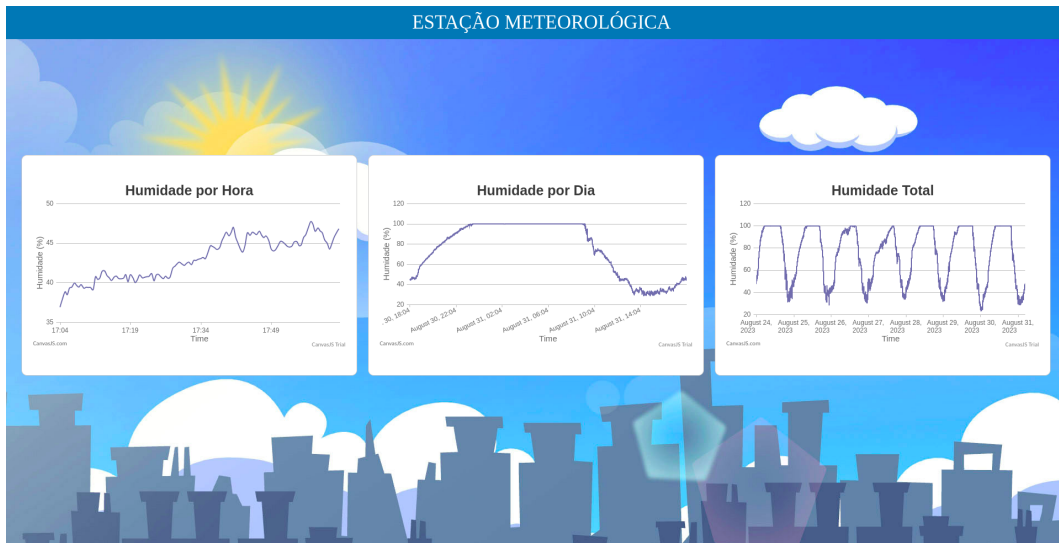 ESTAÇÃO METEOROLÓGICA
Humidade por Hora
50
45
40
35
Humidade (%)
17:04
17:19
17:34
17:49
Time
CanvasJS.com
CanvasJS Trial
Humidade por Dia
120
100
80
60
40
20
Humidade (%)
30, 18:04
August 30, 22:04
August 31, 02:04
August 31, 06:04
August 31, 10:04
August 31, 14:04
Time
CanvasJS.com
CanvasJS Trial
Humidade Total
120
100
80
60
40
20
Humidade (%)
August 24,
2023
August 25,
2023
August 26,
2023
August 27,
2023
August 28,
2023
August 29,
2023
August 30,
2023
August 31,
2023
Time
CanvasJS.com
CanvasJS Trial